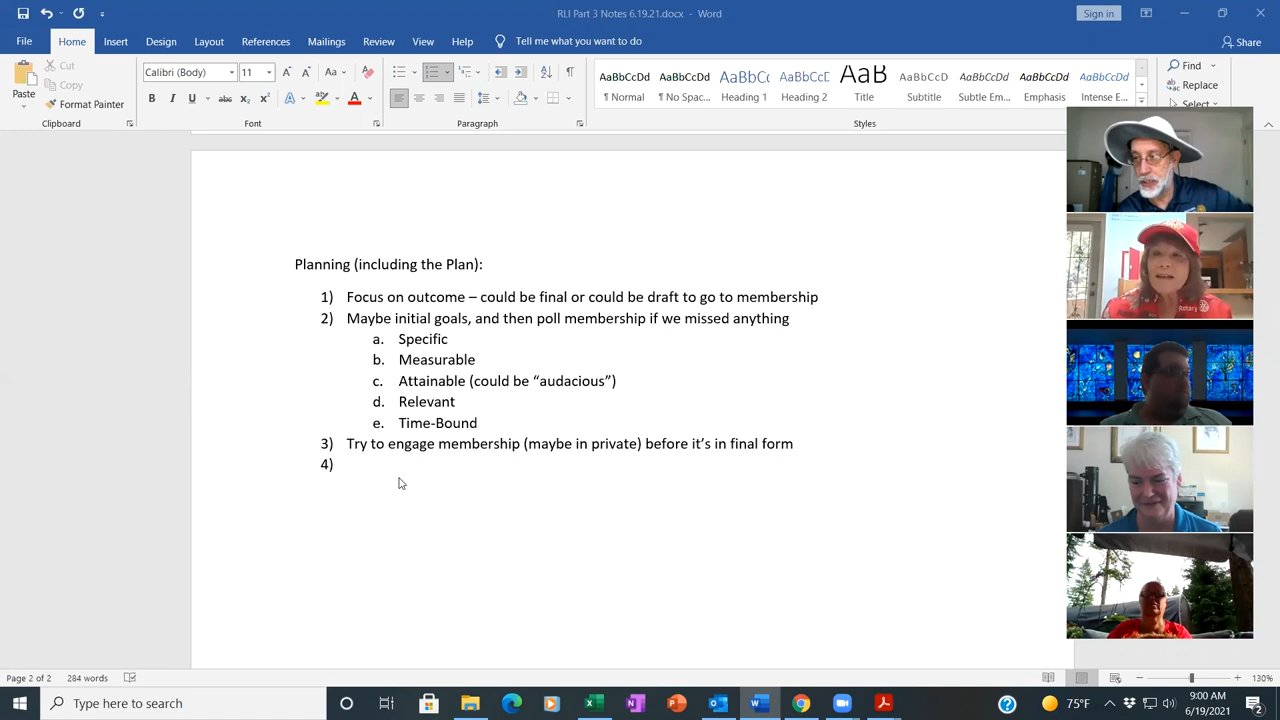 RLI Part 3 Notes 6.19.21.docx - Word
Sign in
File Home Insert Design Layout References Mailings Review View Help Tell me what you want to do Share
Paste
Cut
Copy
Format Painter
Calibri (Body) 11
AaBbCcDd AaBbCcDd AaBbCc AaBbCcD AaB AaBbCcD AaBbCcDd AaBbCcDd AaBbCcDd
¶ Normal ¶ No Spac... Heading 1 Heading 2 Title Subtitle Subtle Em... Emphasis Intense E...
Find
Replace
Select
Clipboard Font Paragraph Styles
Planning (including the Plan):
1) Focus on outcome – could be final or could be draft to go to membership
2) Maybe initial goals, and then poll membership if we missed anything
a. Specific
b. Measurable
c. Attainable (could be “audacious”)
d. Relevant
e. Time-Bound
3) Try to engage membership (maybe in private) before it’s in final form
4)
Rotary
Page 2 of 2 284 words 130%
Type here to search
75°F
9:00 AM
6/19/2021